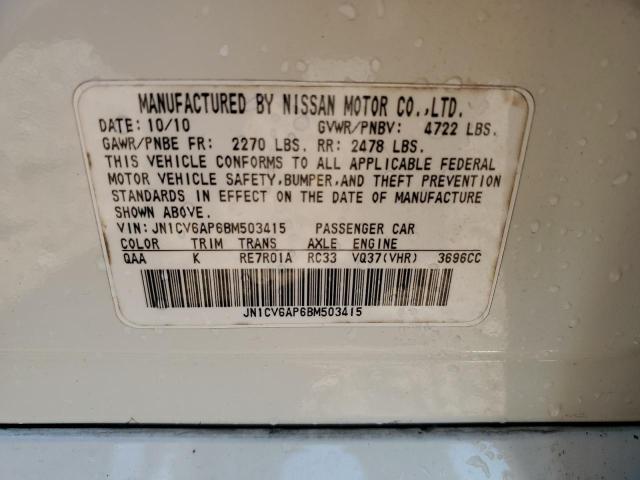 MANUFACTURED BY NISSAN MOTOR CO.,LTD.
DATE: 10/10 GVWR/PNBV: 4722 LBS.
GAWR/PNBE FR: 2270 LBS. RR: 2478 LBS.
THIS VEHICLE CONFORMS TO ALL APPLICABLE FEDERAL
MOTOR VEHICLE SAFETY,BUMPER,AND THEFT PREVENTION
STANDARDS IN EFFECT ON THE DATE OF MANUFACTURE
SHOWN ABOVE.
VIN: JN1CV6AP6BM503415 PASSENGER CAR
COLOR TRIM TRANS AXLE ENGINE
QAA K RE7R01A RC33 VQ37(VHR) 3696CC
JN1CV6AP6BM503415